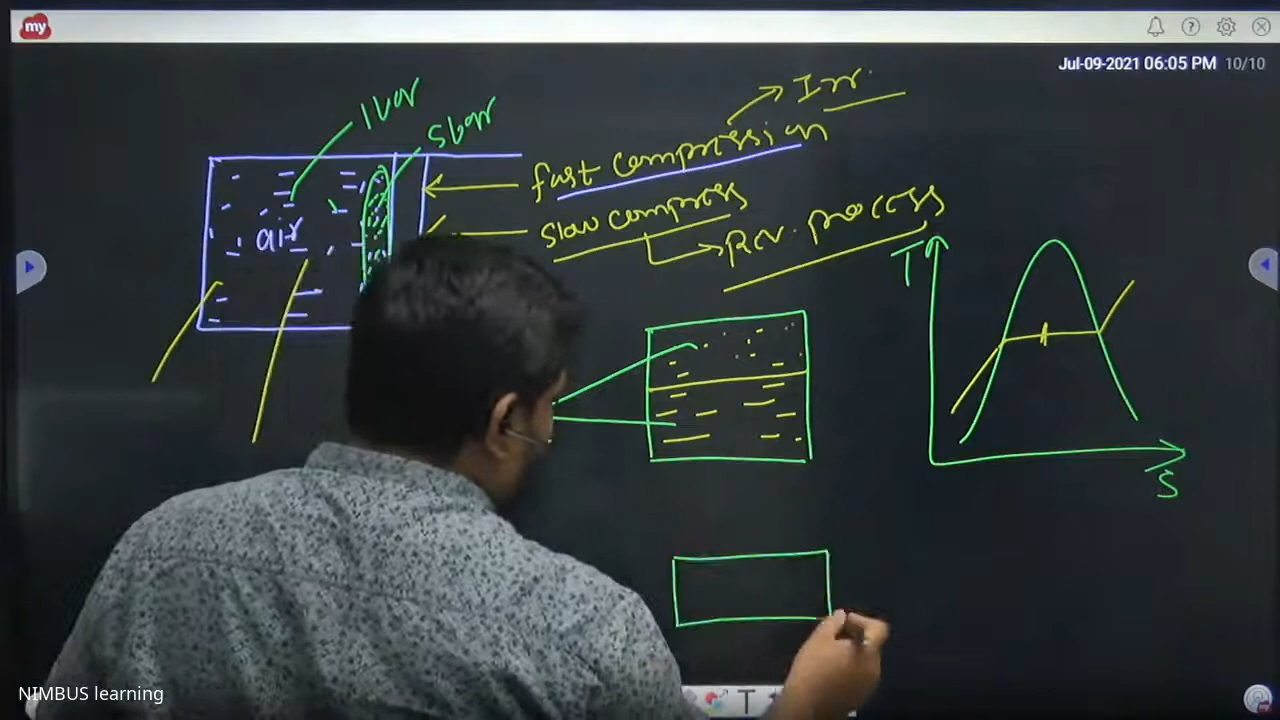 my
Jul-09-2021 06:05 PM 10/10
Irr.
1bar
5bar
fast compression
air
slow compress
Rev. process
T
S
T
NIMBUS learning